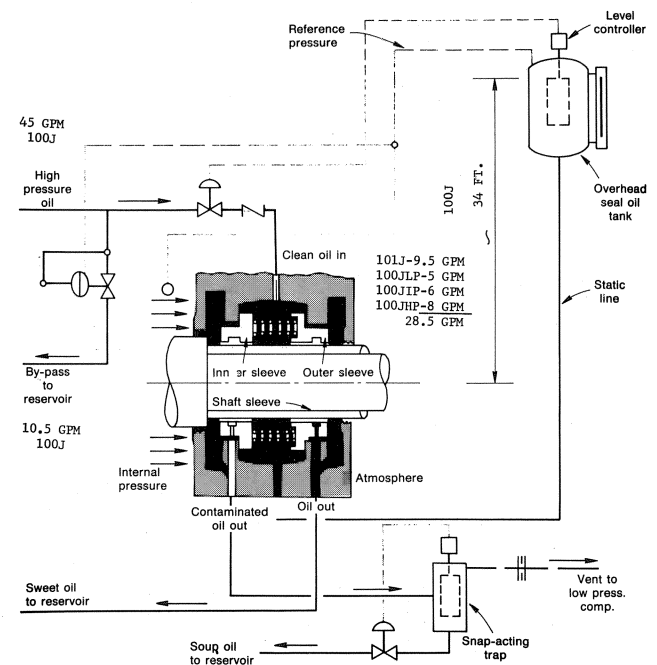 Level
controller
Reference
pressure
45 GPM
100J
High
pressure
oil
100J
34 FT.
Overhead
seal oil
tank
Clean oil in
101J-9.5 GPM
100JLP-5 GPM
100JIP-6 GPM
100JHP-8 GPM
28.5 GPM
Static
line
By-pass
to
reservoir
Inner sleeve
Outer sleeve
Shaft sleeve
10.5 GPM
100J
Internal
pressure
Atmosphere
Contaminated
oil out
Oil out
Sweet oil
to reservoir
Vent to
low press.
comp.
Snap-acting
trap
Soup oil
to reservoir